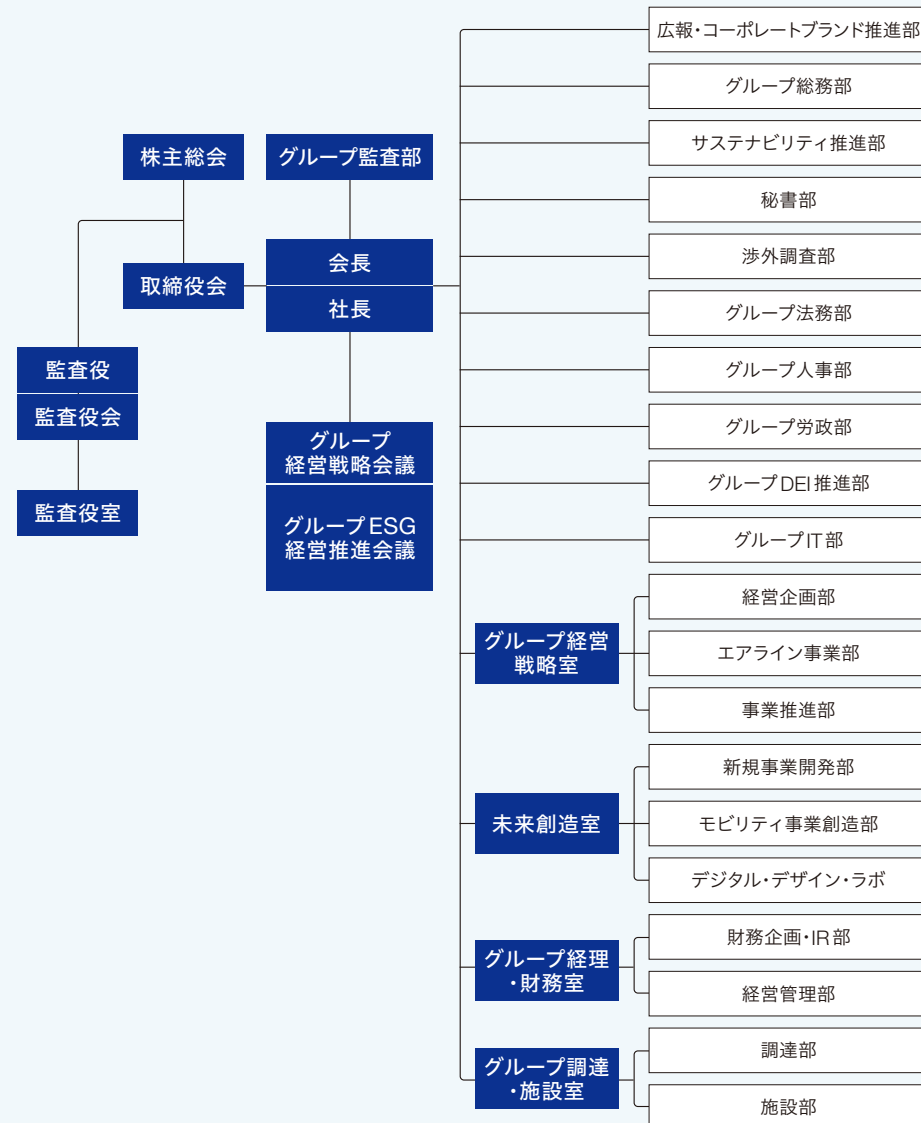 株主総会
グループ監査部
取締役会
会長
社長
監査役
監査役会
監査役室
グループ
経営戦略会議
グループESG
経営推進会議
広報・コーポレートブランド推進部
グループ総務部
サステナビリティ推進部
秘書部
渉外調査部
グループ法務部
グループ人事部
グループ労政部
グループDEI推進部
グループIT部
グループ経営
戦略室
経営企画部
エアライン事業部
事業推進部
未来創造室
新規事業開発部
モビリティ事業創造部
デジタル・デザイン・ラボ
グループ経理
・財務室
財務企画・IR部
経営管理部
グループ調達
・施設室
調達部
施設部